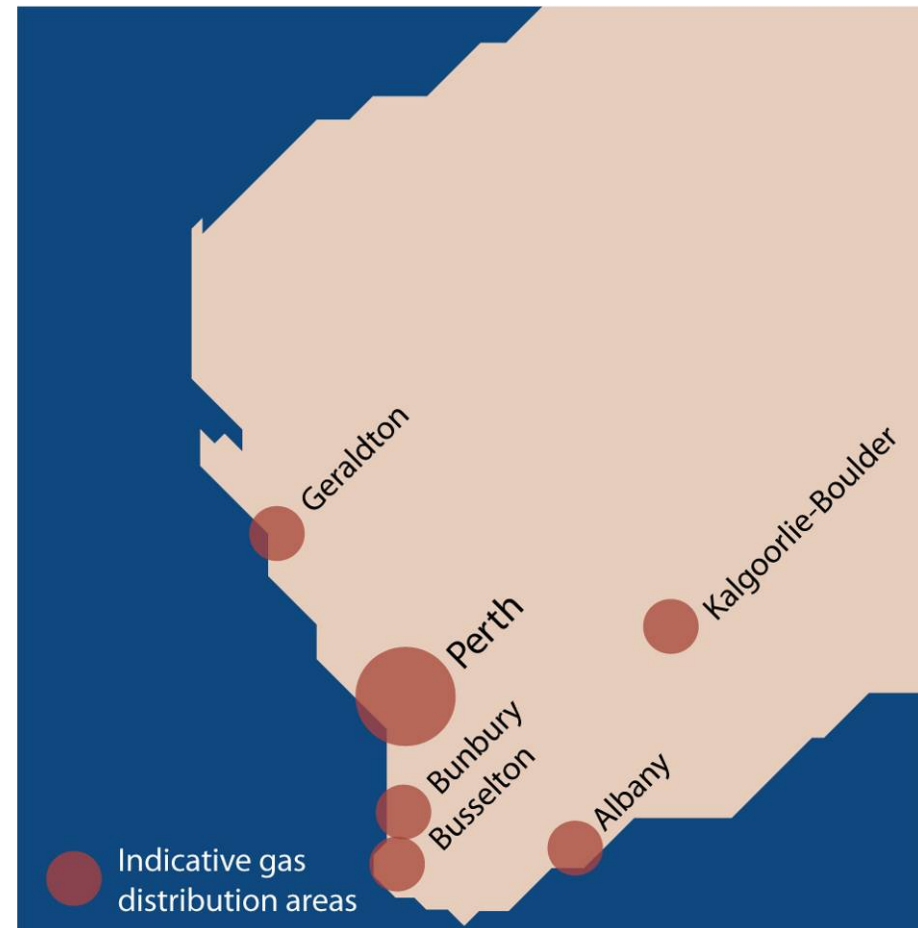 Geraldton
Kalgoorlie-Boulder
Perth
Bunbury
Busselton
Albany
Indicative gas
distribution areas